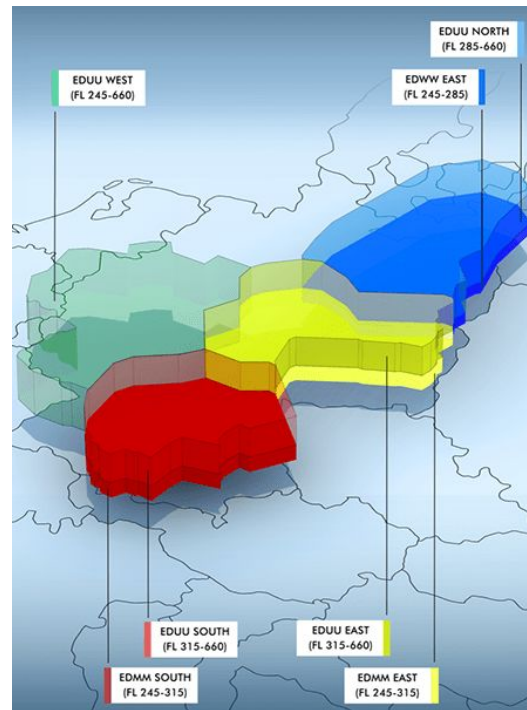 EDUU NORTH
(FL 285-660)
EDUU WEST
(FL 245-660)
EDWW EAST
(FL 245-285)
EDUU SOUTH
(FL 315-660)
EDUU EAST
(FL 315-660)
EDMM SOUTH
(FL 245-315)
EDMM EAST
(FL 245-315)